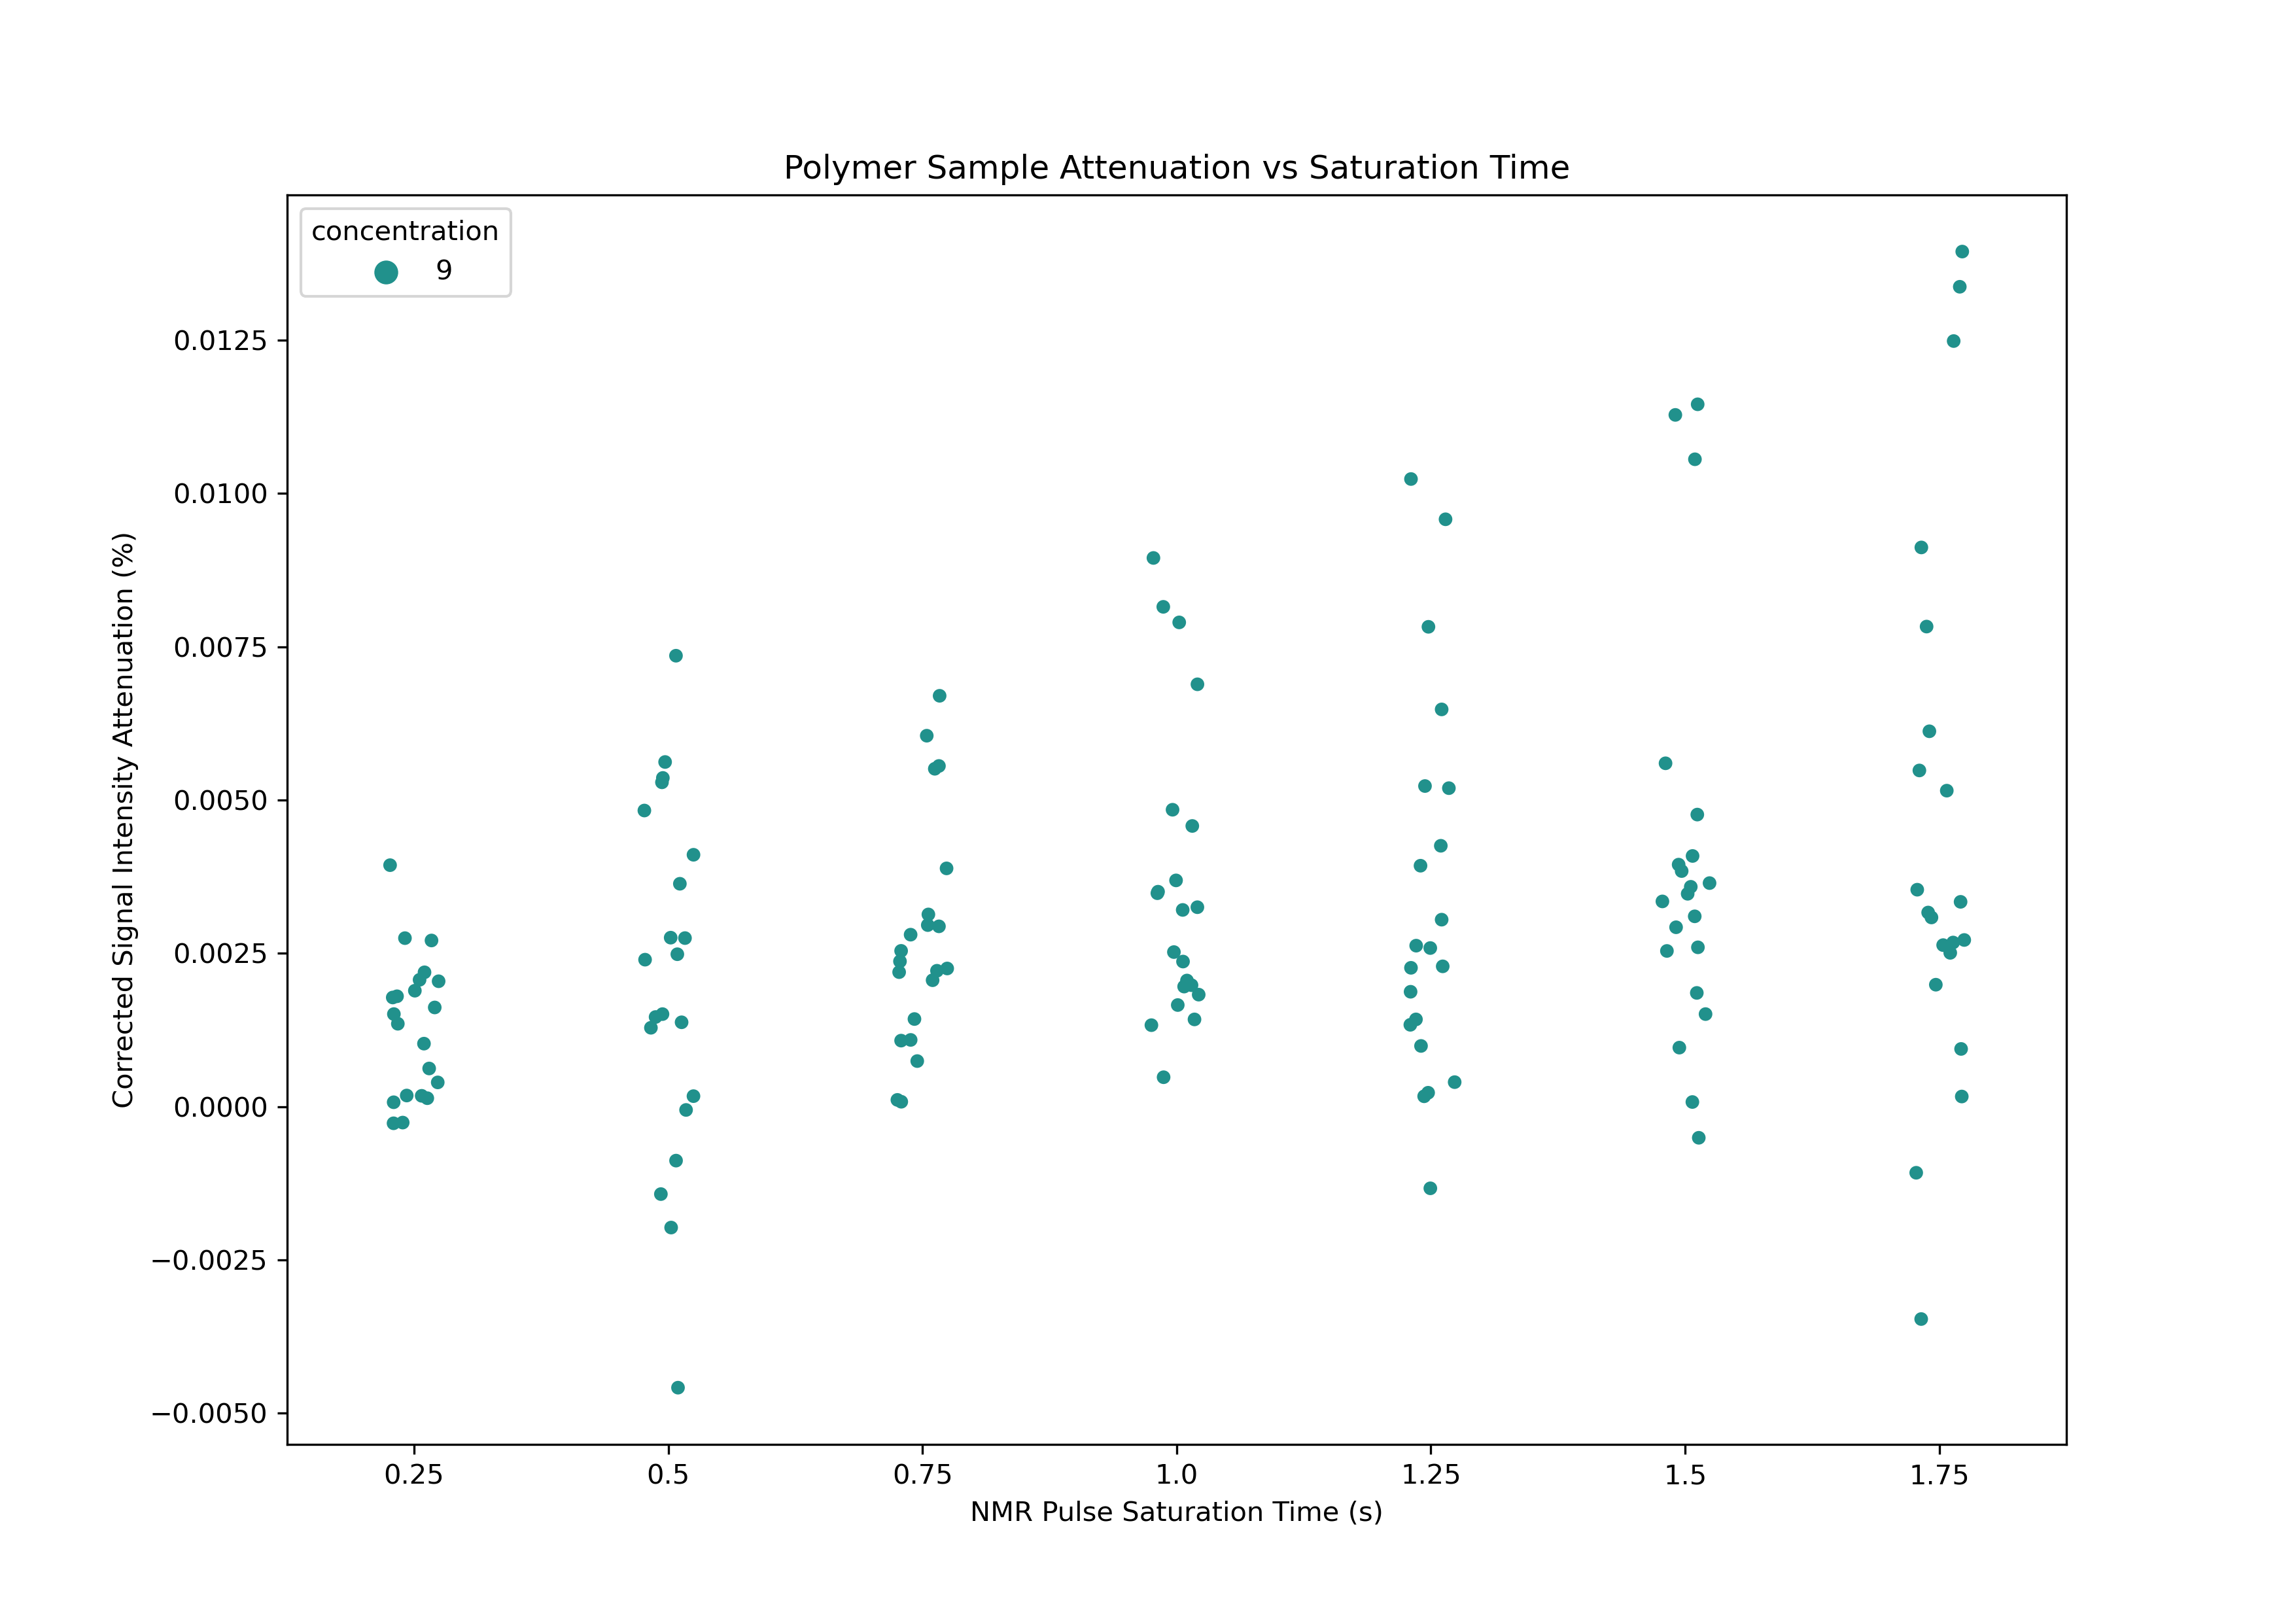 Polymer Sample Attenuation vs Saturation Time
concentration
9
0.0125
0.0100
0.0075
0.0050
0.0025
0.0000
−0.0025
−0.0050
Corrected Signal Intensity Attenuation (%)
0.25 0.5 0.75 1.0 1.25 1.5 1.75
NMR Pulse Saturation Time (s)